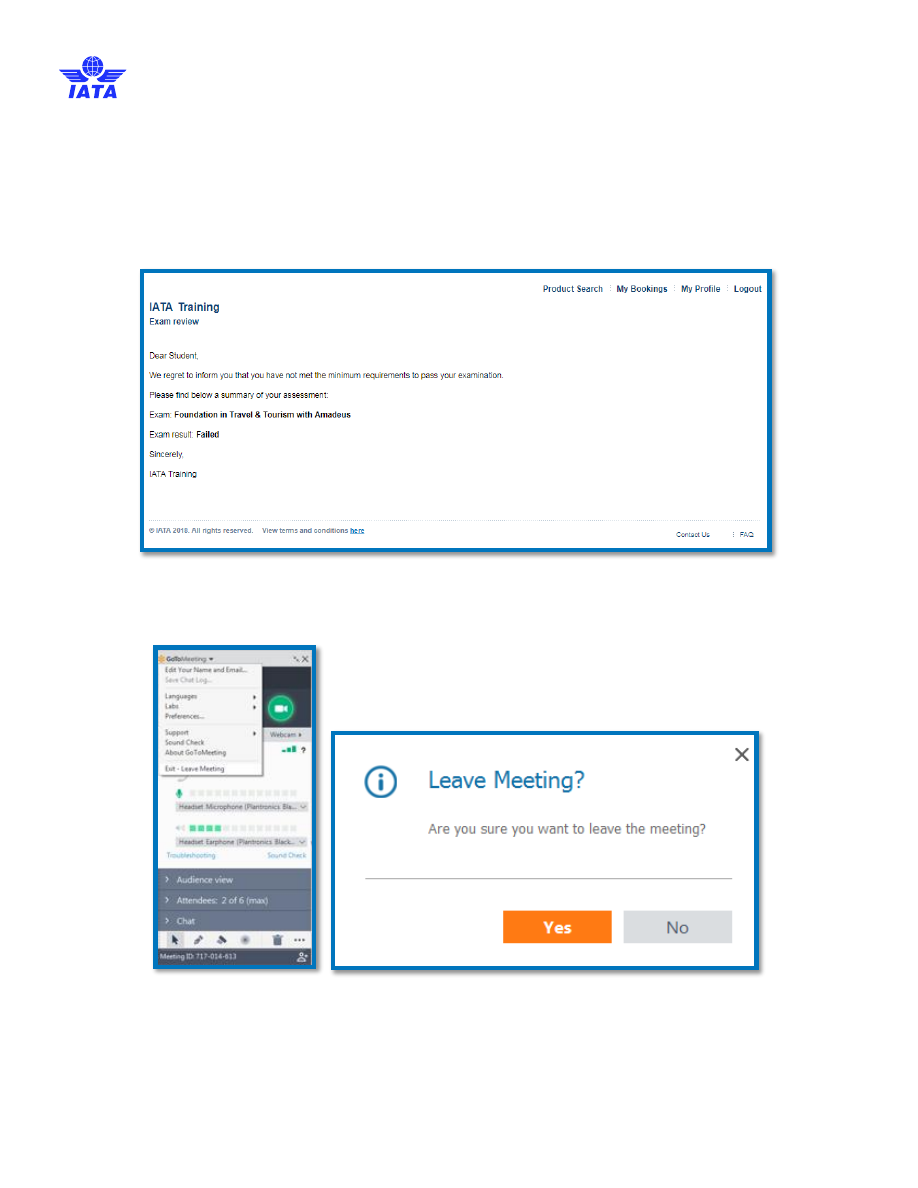 IATA
Product Search ⋮ My Bookings ⋮ My Profile ⋮ Logout
IATA Training
Exam review
Dear Student,
We regret to inform you that you have not met the minimum requirements to pass your examination.
Please find below a summary of your assessment:
Exam: Foundation in Travel & Tourism with Amadeus
Exam result: Failed
Sincerely,
IATA Training
© IATA 2018. All rights reserved. View terms and conditions here
Contact Us ⋮ FAQ
GoToMeeting
Edit Your Name and Email...
Save Chat Log...
Languages
Labs
Preferences...
Support
Sound Check
About GoToMeeting
Exit - Leave Meeting
Webcam
?
Headset Microphone (Plantronics Bla...
Headset Earphone (Plantronics Black...
Troubleshooting Sound Check
Audience view
Attendees: 2 of 6 (max)
Chat
Meeting ID: 717-014-613
Leave Meeting?
Are you sure you want to leave the meeting?
Yes No